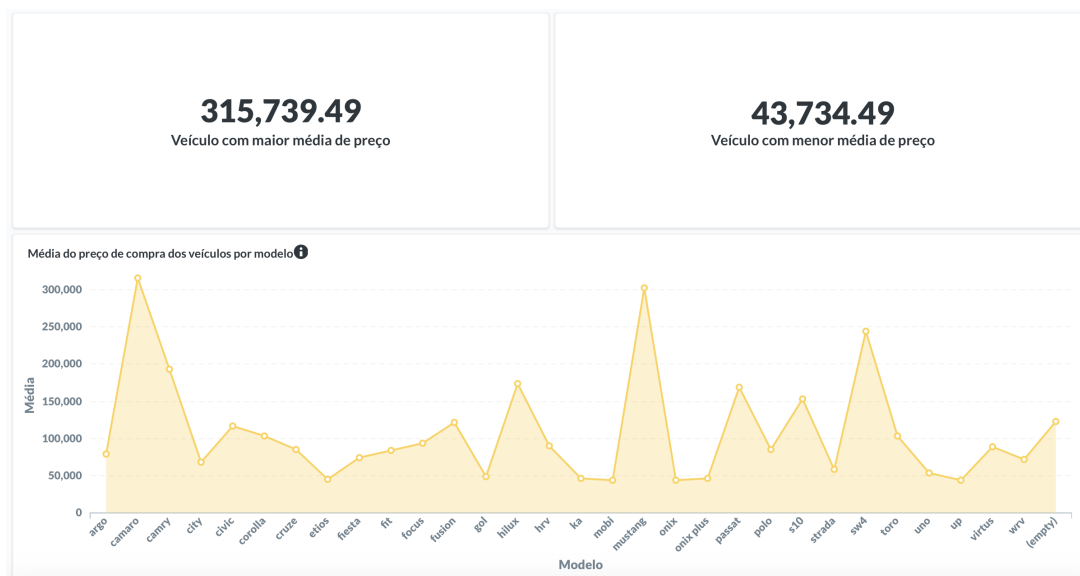 315,739.49
Veículo com maior média de preço
43,734.49
Veículo com menor média de preço
Média do preço de compra dos veículos por modelo
300,000
250,000
200,000
150,000
100,000
50,000
0
Média
argo
camaro
camry
city
civic
corolla
cruze
etios
fiesta
fit
focus
fusion
gol
hilux
hrv
ka
mobi
mustang
onix
onix plus
passat
polo
s10
strada
sw4
toro
uno
up
virtus
wrv
(empty)
Modelo